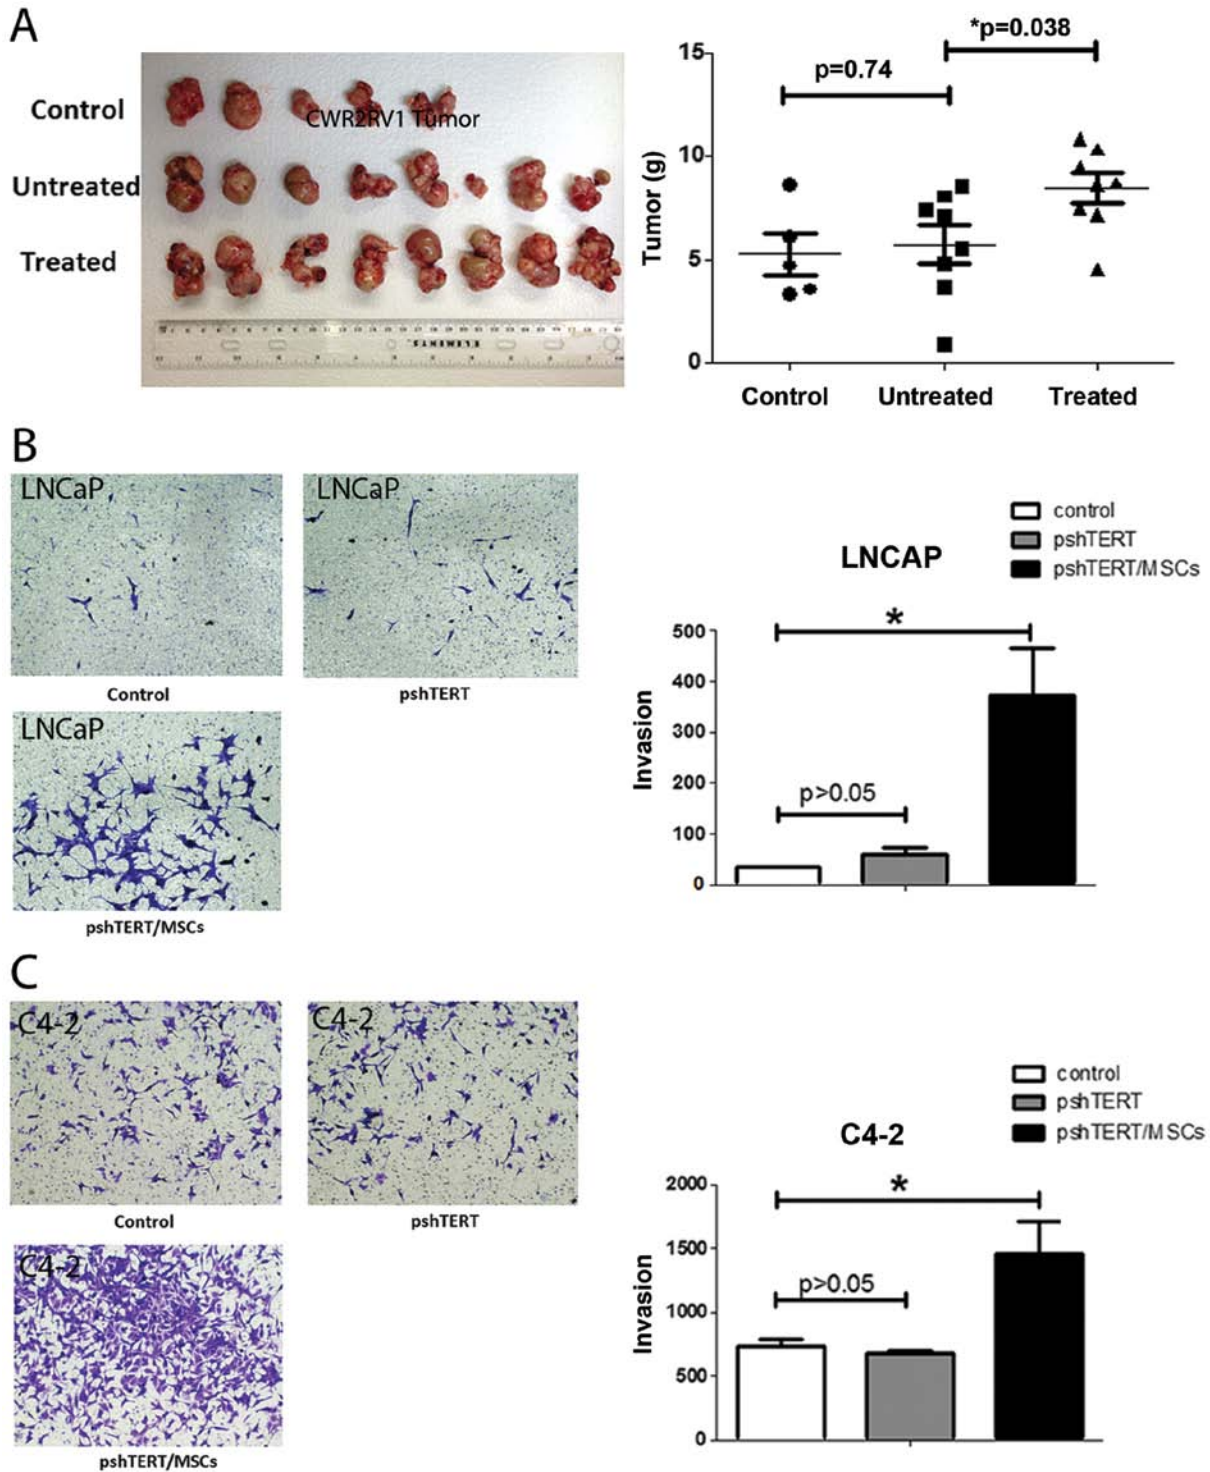 A
Control
Untreated
Treated
CWR2RV1 Tumor
ELEMENTS
*p=0.038
p=0.74
Tumor (g)
15
10
5
0
Control
Untreated
Treated
B
LNCaP
Control
LNCaP
pshTERT
LNCaP
pshTERT/MSCs
control
pshTERT
pshTERT/MSCs
LNCAP
*
p>0.05
Invasion
500
400
300
200
100
0
C
C4-2
Control
C4-2
pshTERT
C4-2
pshTERT/MSCs
control
pshTERT
pshTERT/MSCs
C4-2
*
p>0.05
Invasion
2000
1500
1000
500
0